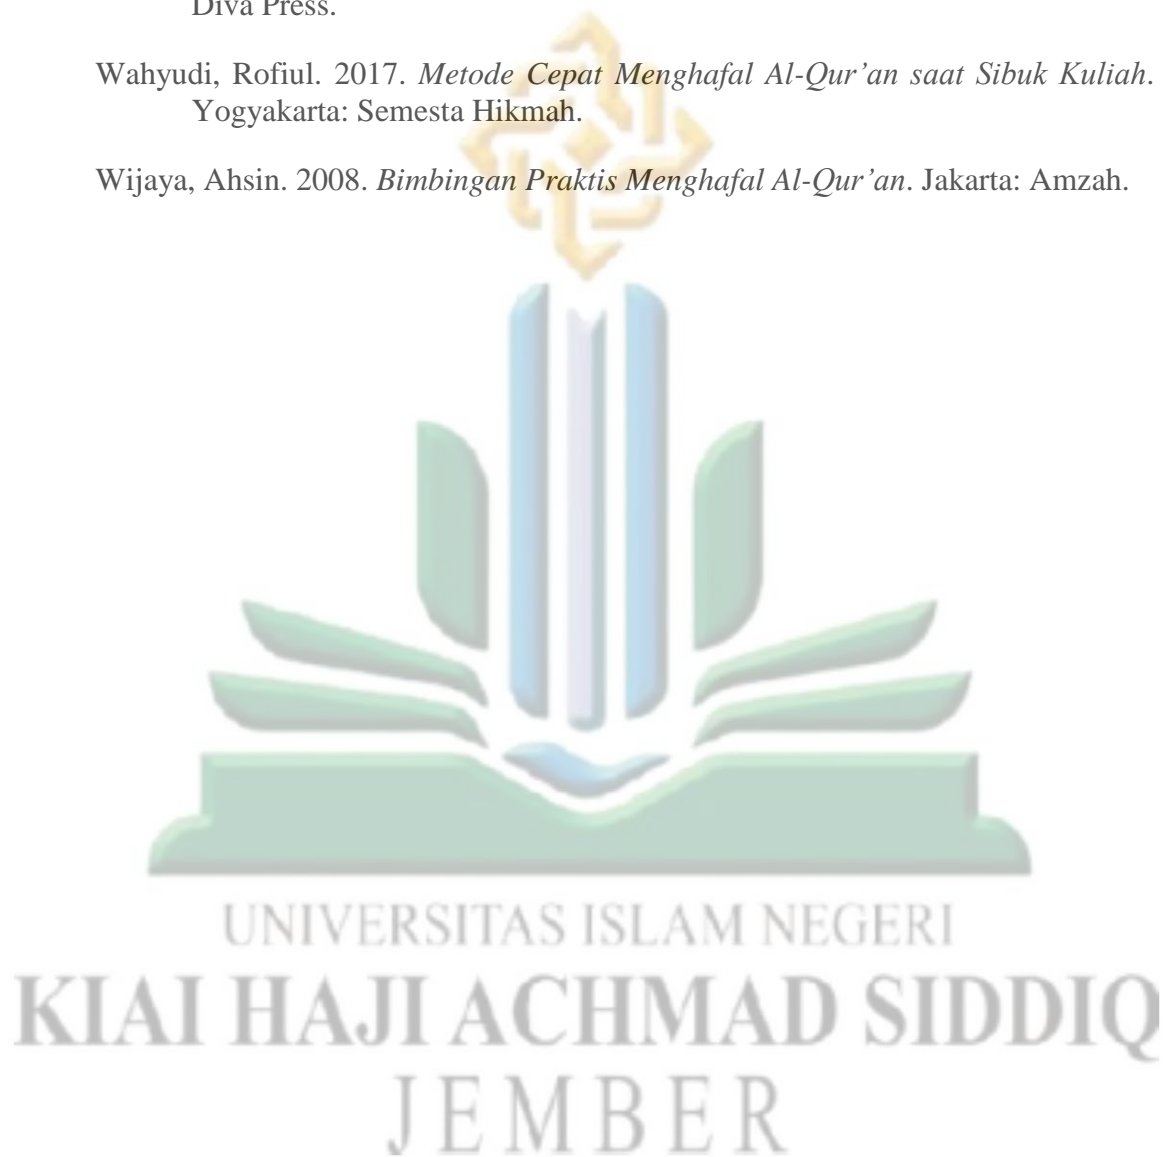 Diva Press.
Wahyudi, Rofiul. 2017. Metode Cepat Menghafal Al-Qur’an saat Sibuk Kuliah.
Yogyakarta: Semesta Hikmah.
Wijaya, Ahsin. 2008. Bimbingan Praktis Menghafal Al-Qur’an. Jakarta: Amzah.
UNIVERSITAS ISLAM NEGERI
KIAI HAJI ACHMAD SIDDIQ
JEMBER